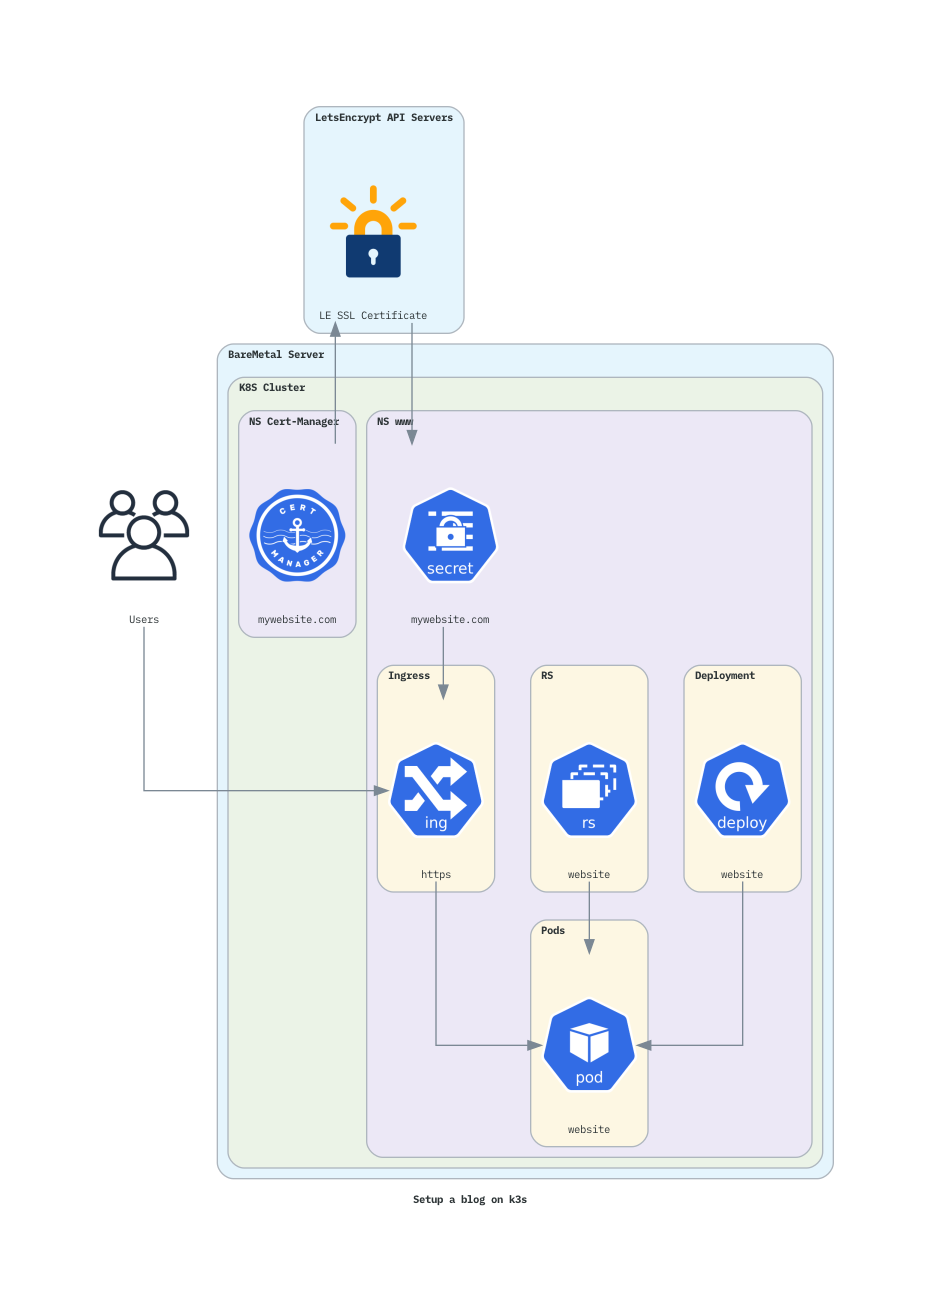 LetsEncrypt API Servers
LE SSL Certificate
BareMetal Server
K8S Cluster
NS Cert-Manager
NS www
CERT
MANAGER
secret
Users
mywebsite.com
mywebsite.com
Ingress
RS
Deployment
ing
rs
deploy
https
website
website
Pods
pod
website
Setup a blog on k3s